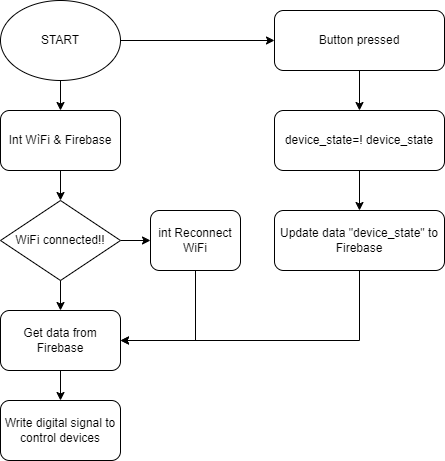 START
Button pressed
Int WiFi & Firebase
device_state=! device_state
WiFi connected!!
int Reconnect
WiFi
Update data "device_state" to
Firebase
Get data from
Firebase
Write digital signal to
control devices